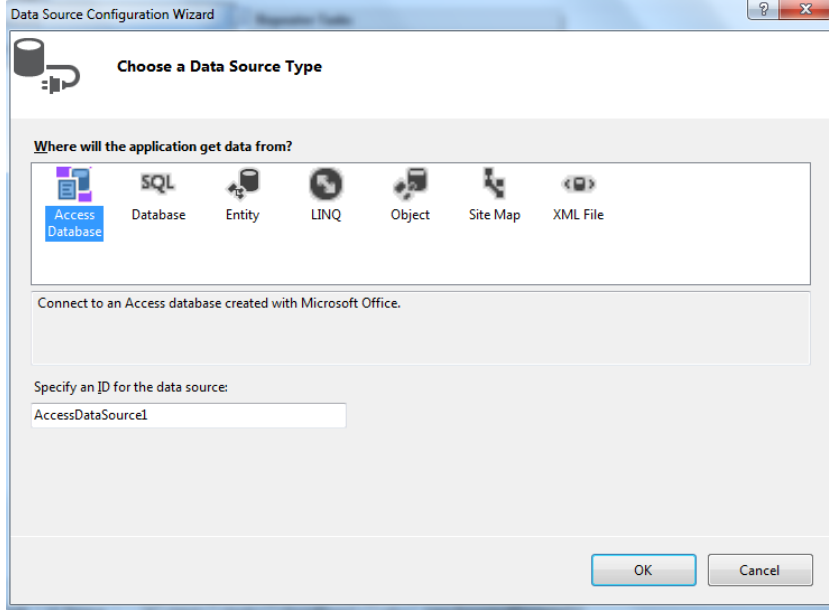 Data Source Configuration Wizard
Repeater Tasks
?
X
Choose a Data Source Type
Where will the application get data from?
SQL
Access
Database
Database
Entity
LINQ
Object
Site Map
XML File
Connect to an Access database created with Microsoft Office.
Specify an ID for the data source:
AccessDataSource1
OK
Cancel